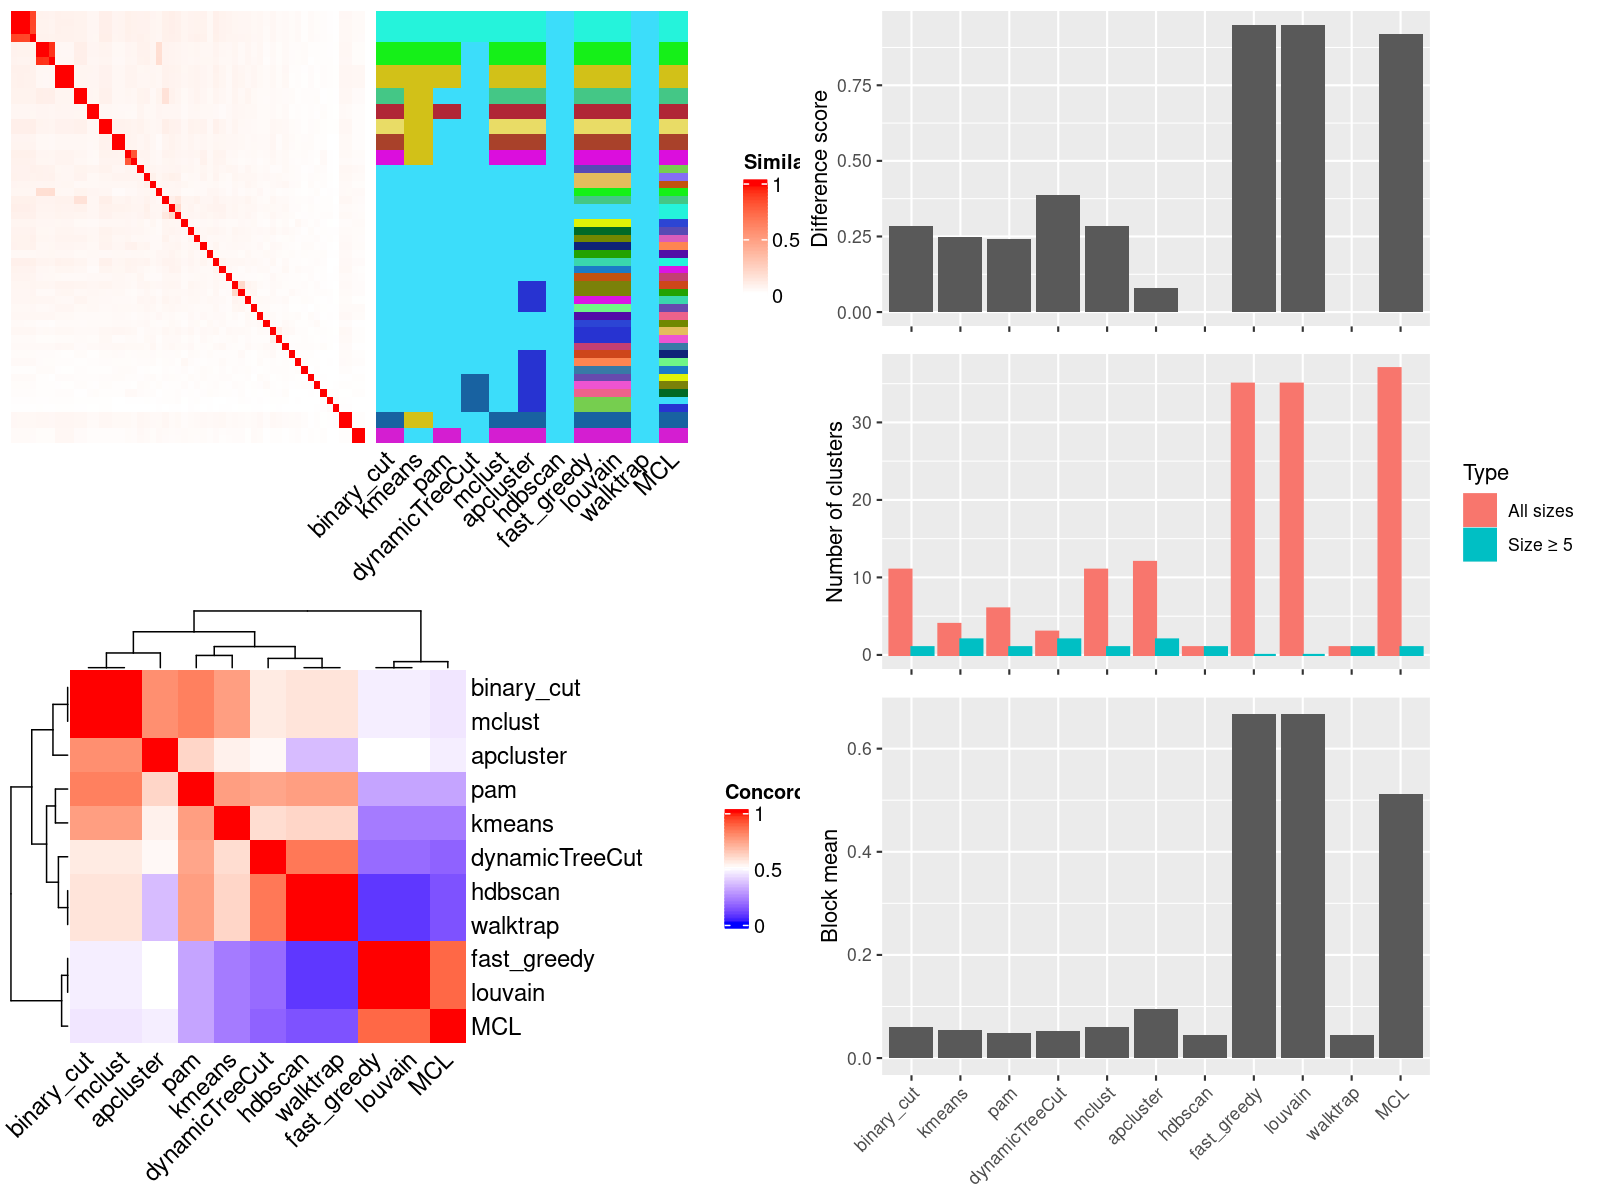 Simila
1
0.5
0
binary_cut
kmeans
pam
dynamicTreeCut
mclust
apcluster
hdbscan
fast_greedy
louvain
walktrap
MCL
Difference score
0.75
0.50
0.25
0.00
Number of clusters
30
20
10
0
Type
All sizes
Size ≥ 5
binary_cut
mclust
apcluster
pam
kmeans
dynamicTreeCut
hdbscan
walktrap
fast_greedy
louvain
MCL
binary_cut
mclust
apcluster
pam
kmeans
dynamicTreeCut
hdbscan
walktrap
fast_greedy
louvain
MCL
Concord
1
0.5
0
Block mean
0.6
0.4
0.2
0.0
binary_cut
kmeans
pam
dynamicTreeCut
mclust
apcluster
hdbscan
fast_greedy
louvain
walktrap
MCL